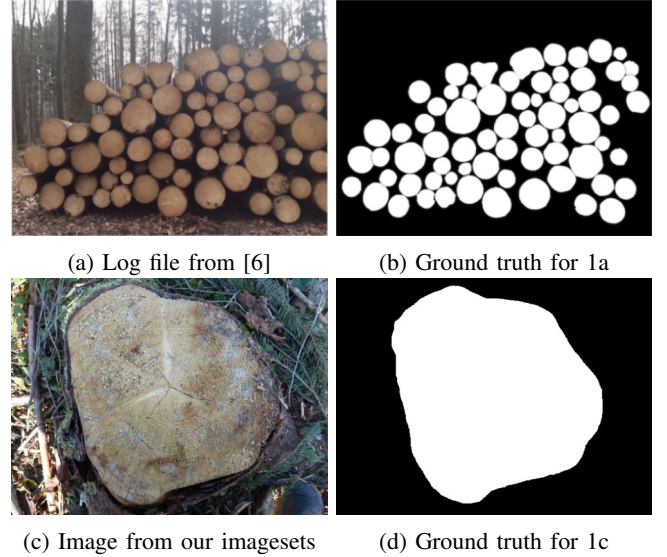 (a) Log file from [6]
(b) Ground truth for 1a
(c) Image from our imagesets
(d) Ground truth for 1c